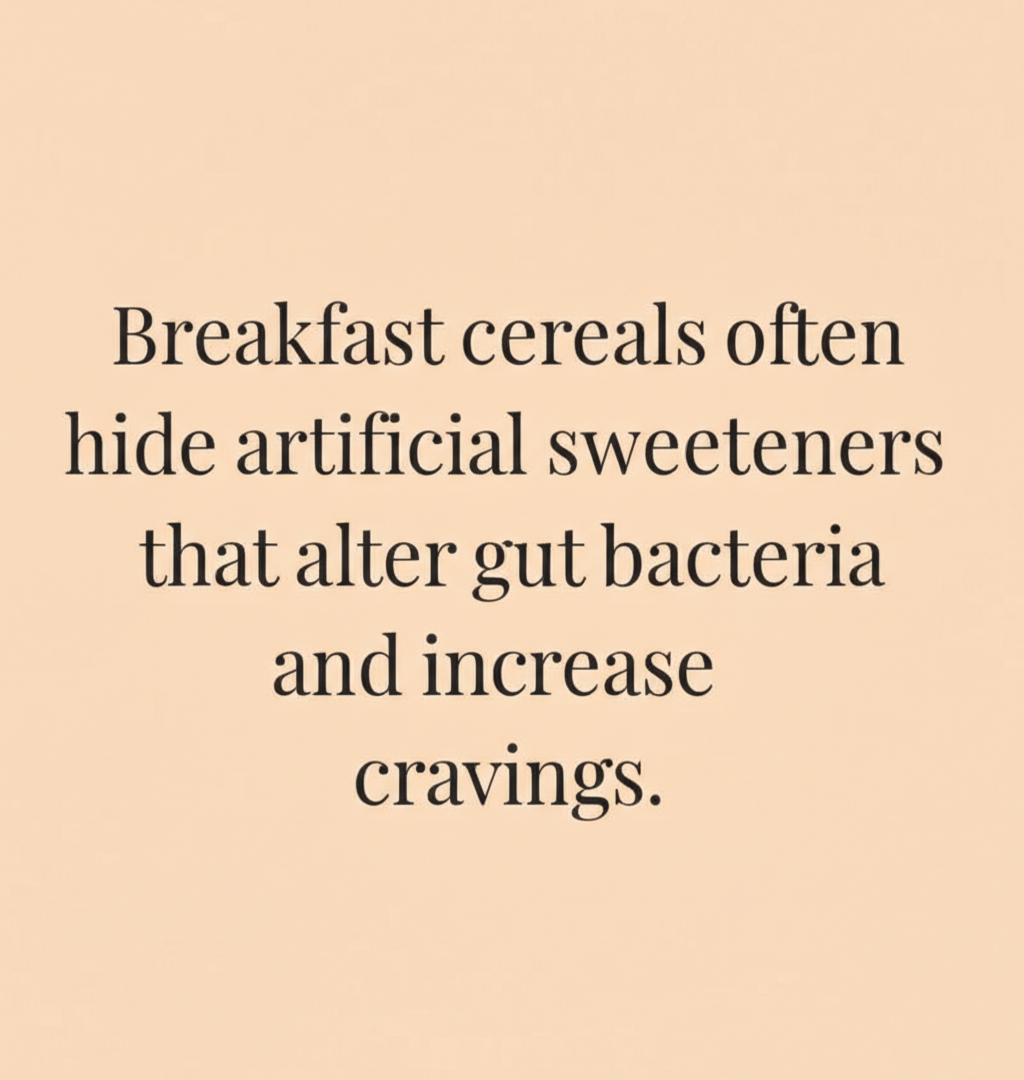 Breakfast cereals often
hide artificial sweeteners
that alter gut bacteria
and increase
cravings.